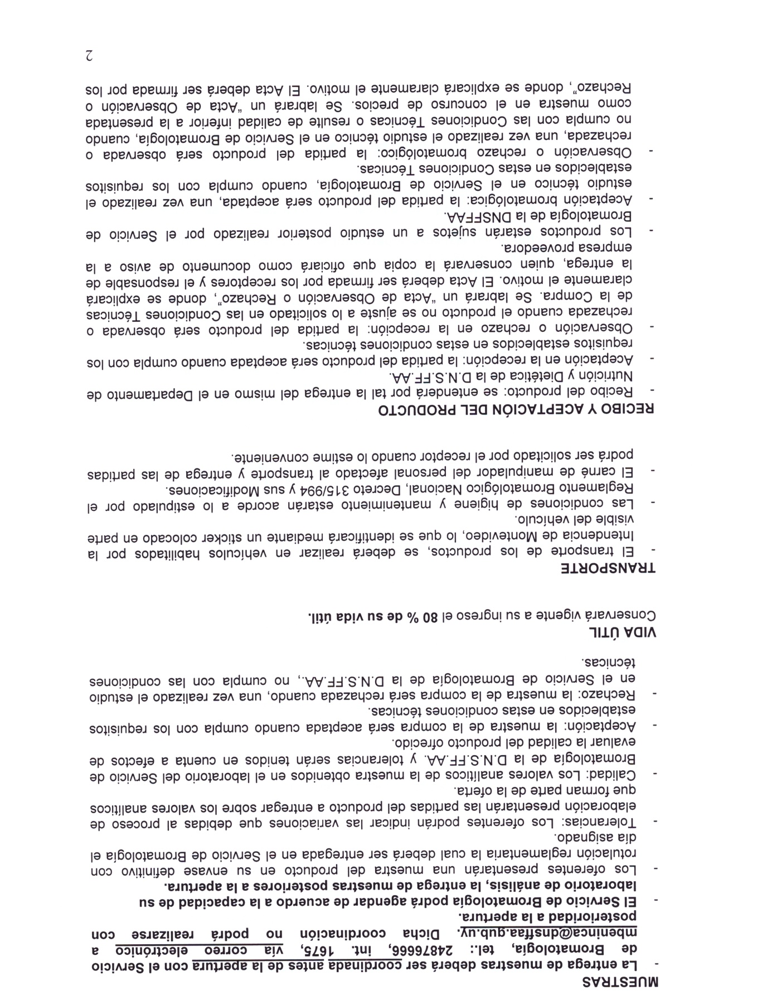 MUESTRAS
- La entrega de muestras deberá ser coordinada antes de la apertura con el Servicio
de Bromatología, tel.: 24876666, int. 1675, vía correo electrónico a
mbeninca@dnsffaa.gub.uy. Dicha coordinación no podrá realizarse con
posterioridad a la apertura.
- El Servicio de Bromatología podrá agendar de acuerdo a la capacidad de su
laboratorio de análisis, la entrega de muestras posteriores a la apertura.
- Los oferentes presentarán una muestra del producto en su envase definitivo con
rotulación reglamentaria la cual deberá ser entregada en el Servicio de Bromatología el
día asignado.
- Tolerancias: Los oferentes podrán indicar las variaciones que debidas al proceso de
elaboración presentarán las partidas del producto a entregar sobre los valores analíticos
que forman parte de la oferta.
- Calidad: Los valores analíticos de la muestra obtenidos en el laboratorio del Servicio de
Bromatología de la D.N.S.FF.AA. y tolerancias serán tenidos en cuenta a efectos de
evaluar la calidad del producto ofrecido.
- Aceptación: la muestra de la compra será aceptada cuando cumpla con los requisitos
establecidos en estas condiciones técnicas.
- Rechazo: la muestra de la compra será rechazada cuando, una vez realizado el estudio
en el Servicio de Bromatología de la D.N.S.FF.AA., no cumpla con las condiciones
técnicas.
VIDA ÚTIL
Conservará vigente a su ingreso el 80 % de su vida útil.
TRANSPORTE
- El transporte de los productos, se deberá realizar en vehículos habilitados por la
Intendencia de Montevideo, lo que se identificará mediante un sticker colocado en parte
visible del vehículo.
- Las condiciones de higiene y mantenimiento estarán acorde a lo estipulado por el
Reglamento Bromatológico Nacional, Decreto 315/994 y sus Modificaciones.
- El carné de manipulador del personal afectado al transporte y entrega de las partidas
podrá ser solicitado por el receptor cuando lo estime conveniente.
RECIBO Y ACEPTACIÓN DEL PRODUCTO
- Recibo del producto: se entenderá por tal la entrega del mismo en el Departamento de
Nutrición y Dietética de la D.N.S.FF.AA.
- Aceptación en la recepción: la partida del producto será aceptada cuando cumpla con los
requisitos establecidos en estas condiciones técnicas.
- Observación o rechazo en la recepción: la partida del producto será observada o
rechazada cuando el producto no se ajuste a lo solicitado en las Condiciones Técnicas
de la Compra. Se labrará un “Acta de Observación o Rechazo”, donde se explicará
claramente el motivo. El Acta deberá ser firmada por los receptores y el responsable de
la entrega, quien conservará la copia que oficiará como documento de aviso a la
empresa proveedora.
- Los productos estarán sujetos a un estudio posterior realizado por el Servicio de
Bromatología de la DNSFFAA.
- Aceptación bromatológica: la partida del producto será aceptada, una vez realizado el
estudio técnico en el Servicio de Bromatología, cuando cumpla con los requisitos
establecidos en estas Condiciones Técnicas.
- Observación o rechazo bromatológico: la partida del producto será observada o
rechazada, una vez realizado el estudio técnico en el Servicio de Bromatología, cuando
no cumpla con las Condiciones Técnicas o resulte de calidad inferior a la presentada
como muestra en el concurso de precios. Se labrará un “Acta de Observación o
Rechazo”, donde se explicará claramente el motivo. El Acta deberá ser firmada por los
2